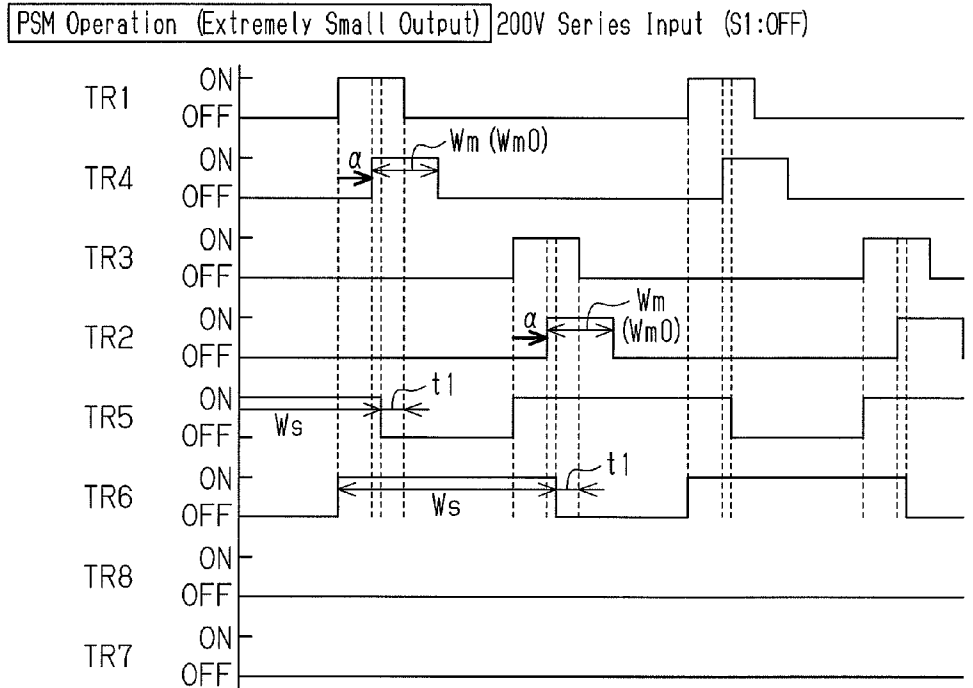 PSM Operation (Extremely Small Output) 200V Series Input (S1:OFF)
TR1 ON
OFF
TR4 ON
OFF
α
Wm (Wm0)
TR3 ON
OFF
TR2 ON
OFF
α
Wm
(Wm0)
TR5 ON
OFF
Ws
t1
TR6 ON
OFF
Ws
t1
TR8 ON
OFF
TR7 ON
OFF